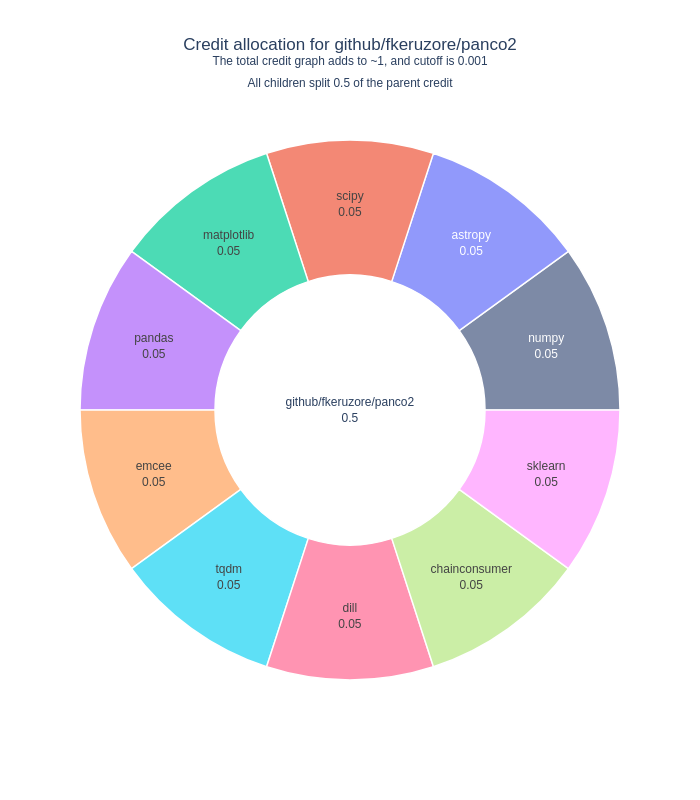 Credit allocation for github/fkeruzore/panco2
The total credit graph adds to ~1, and cutoff is 0.001
All children split 0.5 of the parent credit
scipy
0.05
astropy
0.05
matplotlib
0.05
numpy
0.05
pandas
0.05
github/fkeruzore/panco2
0.5
emcee
0.05
sklearn
0.05
tqdm
0.05
chainconsumer
0.05
dill
0.05